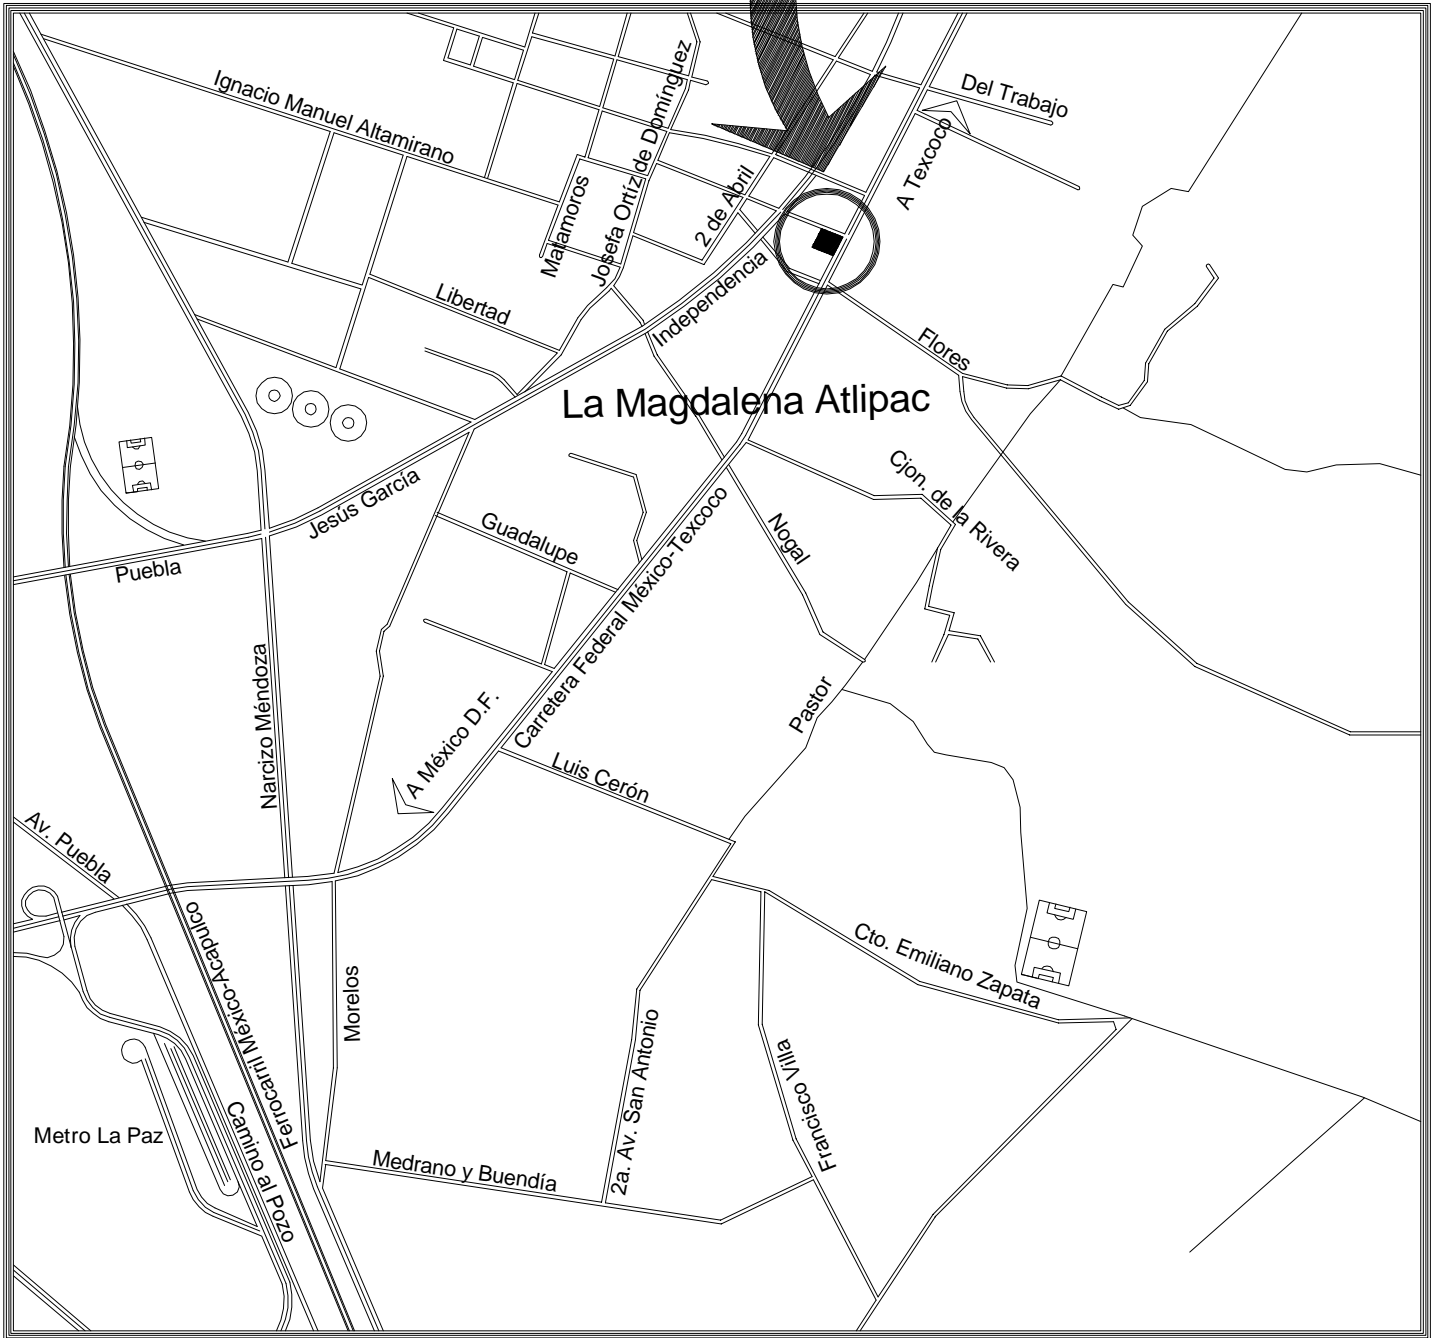 Del Trabajo
Ignacio Manuel Altamirano
Josefa Ortíz de Domínguez
A Texcoco
Matamoros
2 de Abril
Independencia
Libertad
Flores
La Magdalena Atlipac
Cjon. de la Rivera
Jesús García
Guadalupe
Nogal
Puebla
Carretera Federal México-Texcoco
Narcizo Méndoza
Pastor
A México D.F.
Luis Cerón
Av. Puebla
Cto. Emiliano Zapata
Ferrocarril México-Acapulco
Morelos
2a. Av. San Antonio
Francisco Villa
Metro La Paz
Camino al Pozo
Medrano y Buendía